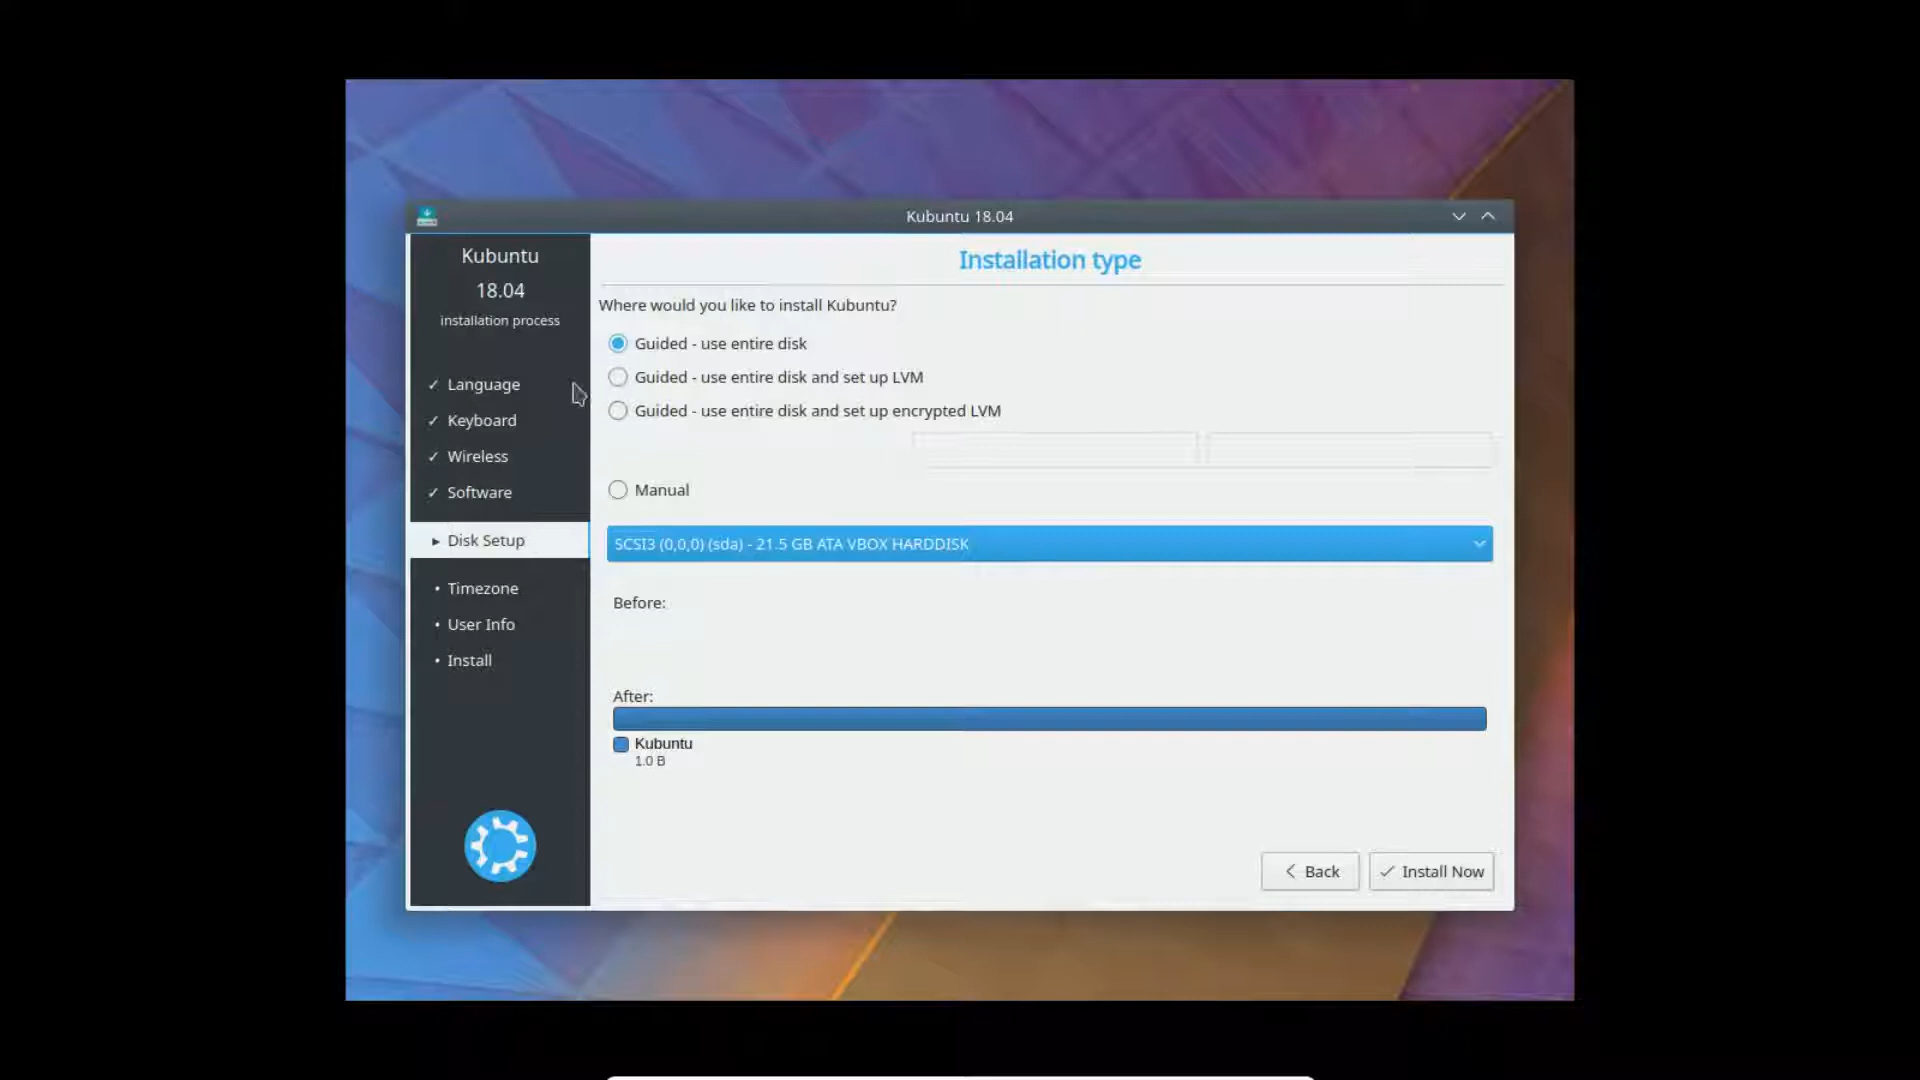 Kubuntu 18.04
Kubuntu
18.04
installation process
✓ Language
✓ Keyboard
✓ Wireless
✓ Software
▸ Disk Setup
• Timezone
• User Info
• Install
Installation type
Where would you like to install Kubuntu?
Guided - use entire disk
Guided - use entire disk and set up LVM
Guided - use entire disk and set up encrypted LVM
Manual
SCSI3 (0,0,0) (sda) - 21.5 GB ATA VBOX HARDDISK
Before:
After:
Kubuntu
1.0 B
Back
Install Now